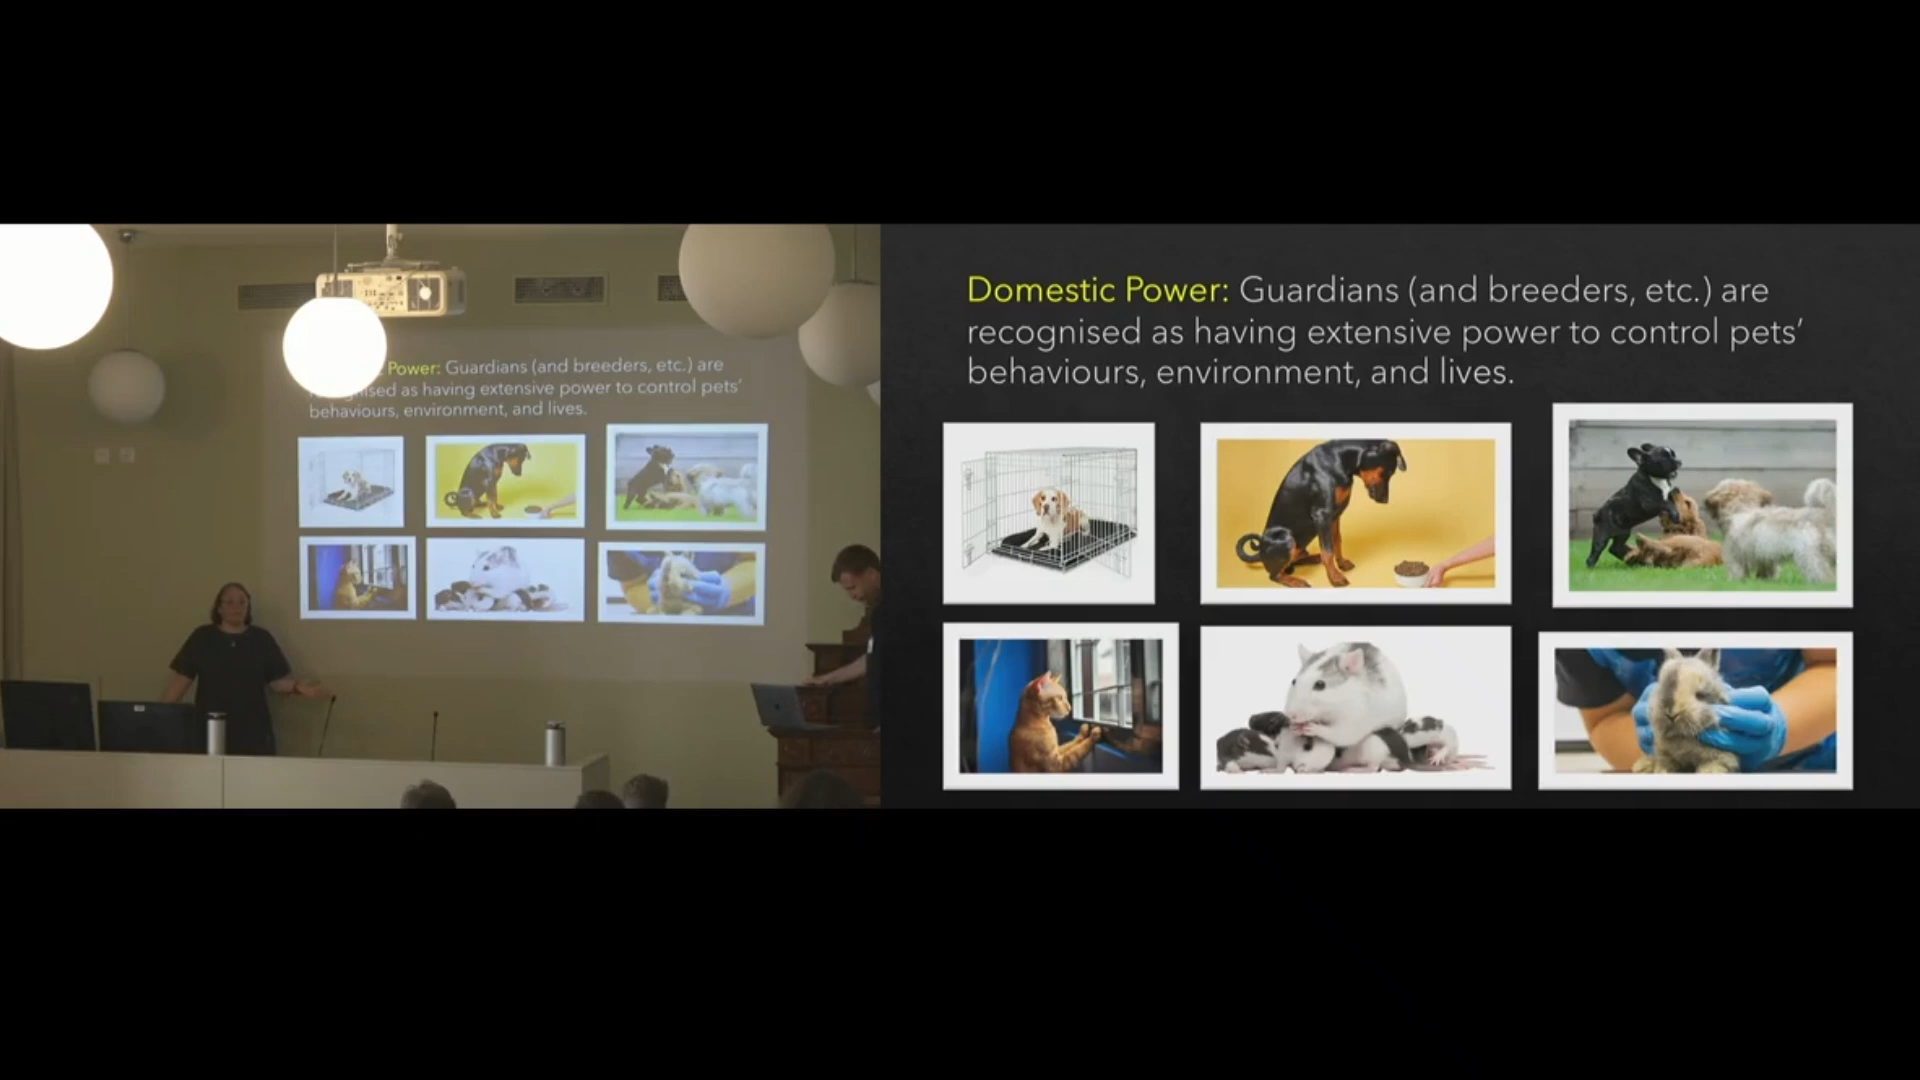 Power: Guardians (and breeders, etc.) are
ised as having extensive power to control pets'
behaviours, environment, and lives.
Domestic Power: Guardians (and breeders, etc.) are
recognised as having extensive power to control pets'
behaviours, environment, and lives.